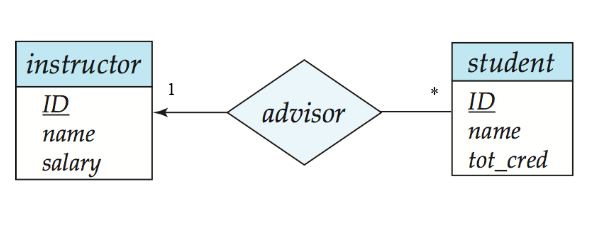 instructor
ID
name
salary
1
advisor
*
student
ID
name
tot_cred